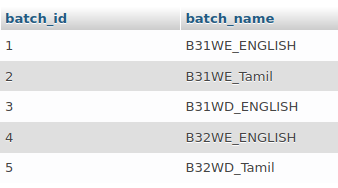 batch_id batch_name
1 B31WE_ENGLISH
2 B31WE_Tamil
3 B31WD_ENGLISH
4 B32WE_ENGLISH
5 B32WD_Tamil